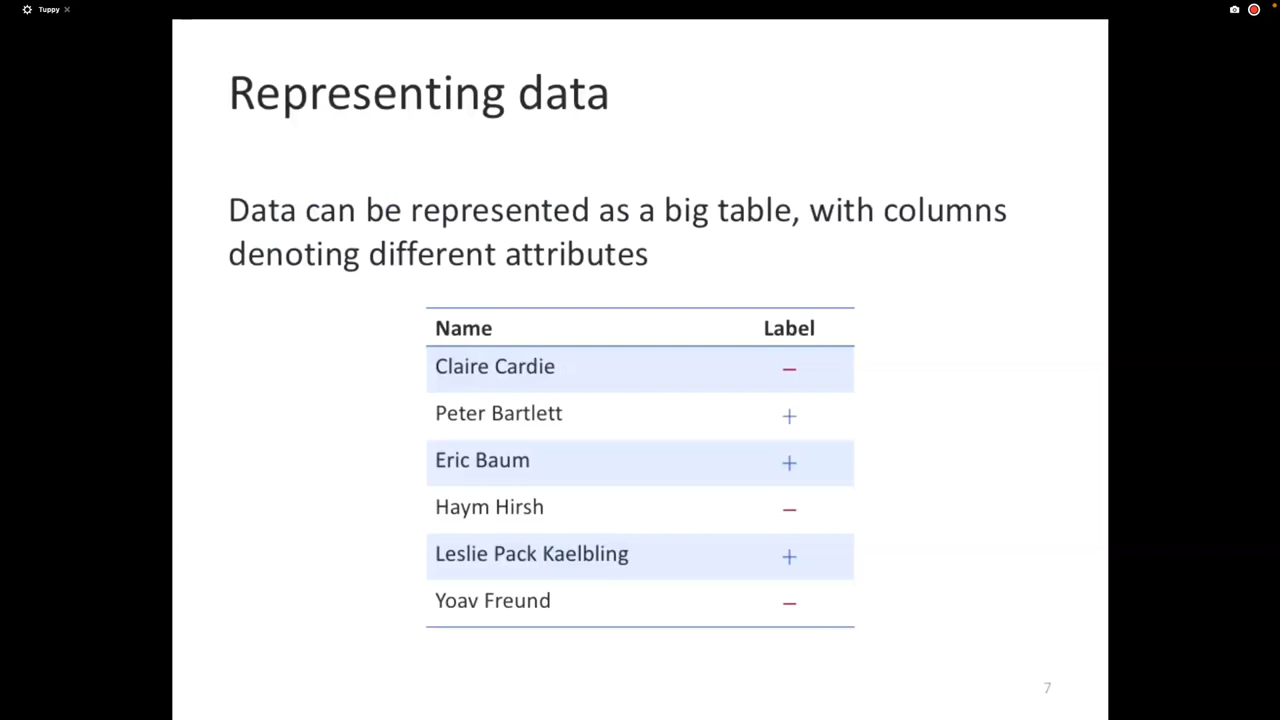 Tuppy ×
Representing data
Data can be represented as a big table, with columns
denoting different attributes
Name Label
Claire Cardie −
Peter Bartlett +
Eric Baum +
Haym Hirsh −
Leslie Pack Kaelbling +
Yoav Freund −
7